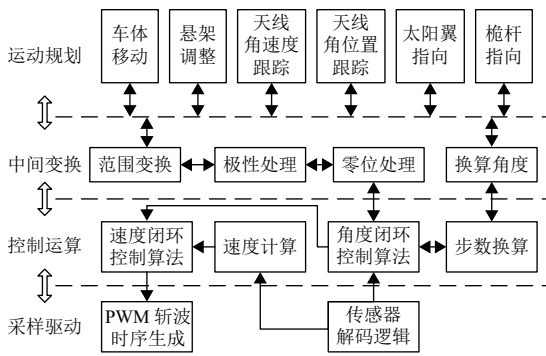 运动规划
车体
移动
悬架
调整
天线
角速度
跟踪
天线
角位置
跟踪
太阳翼
指向
桅杆
指向
中间变换
范围变换
极性处理
零位处理
换算角度
控制运算
速度闭环
控制算法
速度计算
角度闭环
控制算法
步数换算
采样驱动
PWM 斩波
时序生成
传感器
解码逻辑